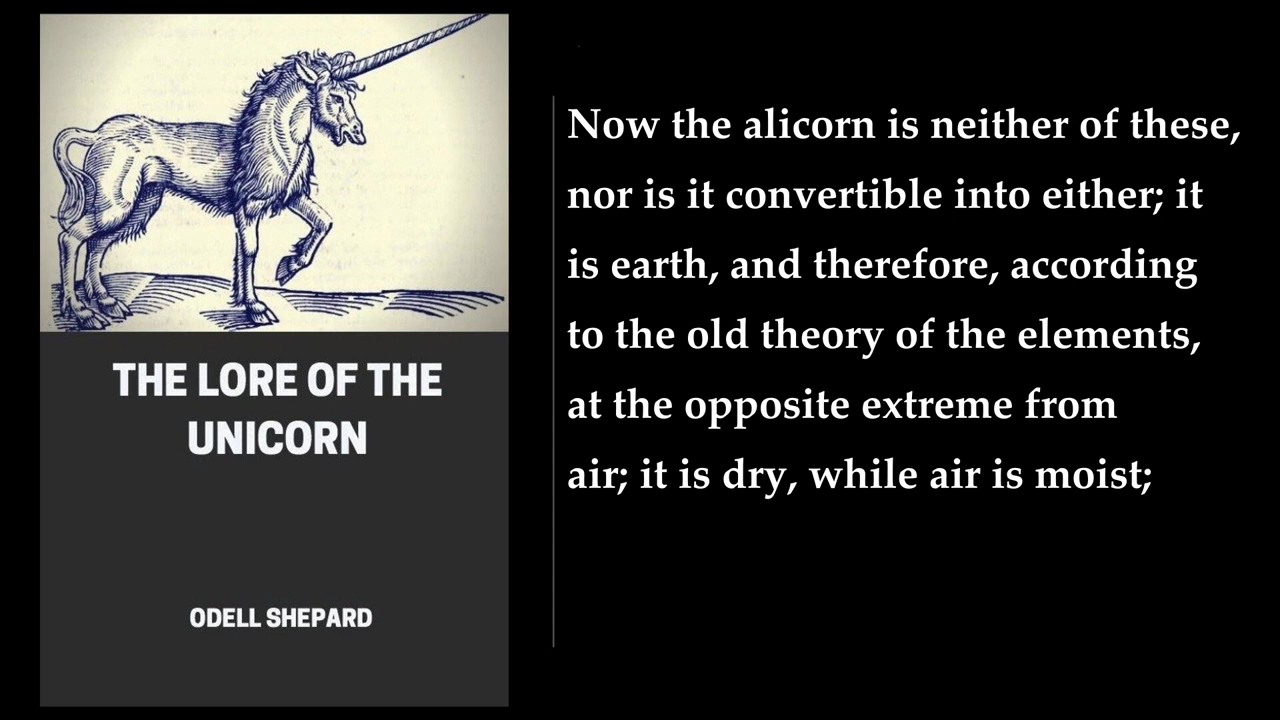 THE LORE OF THE
UNICORN
ODELL SHEPARD
Now the alicorn is neither of these,
nor is it convertible into either; it
is earth, and therefore, according
to the old theory of the elements,
at the opposite extreme from
air; it is dry, while air is moist;